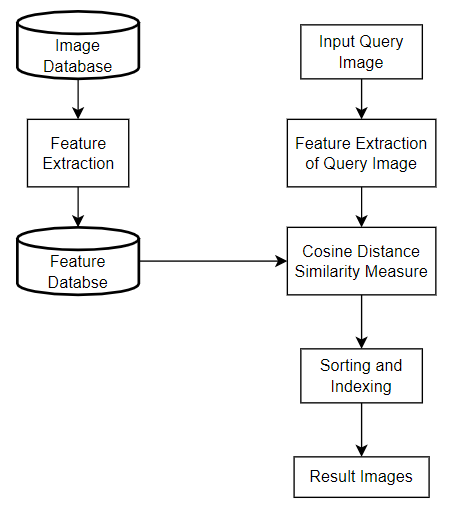 Image
Database
Feature
Extraction
Feature
Databse
Input Query
Image
Feature Extraction
of Query Image
Cosine Distance
Similarity Measure
Sorting and
Indexing
Result Images